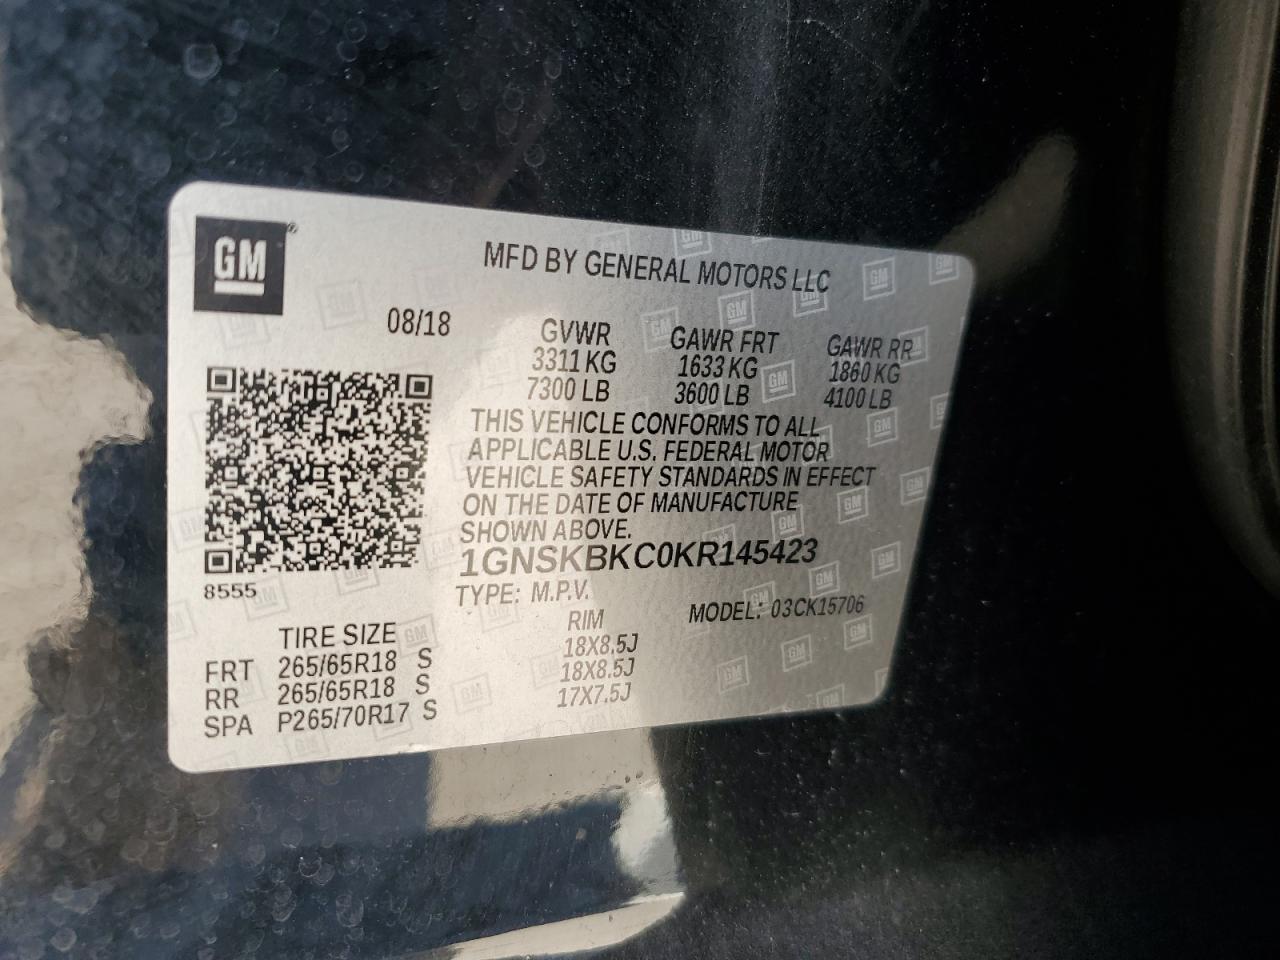 GM®
MFD BY GENERAL MOTORS LLC
08/18
GVWR GAWR FRT GAWR RR
3311 KG 1633 KG 1860 KG
7300 LB 3600 LB 4100 LB
THIS VEHICLE CONFORMS TO ALL
APPLICABLE U.S. FEDERAL MOTOR
VEHICLE SAFETY STANDARDS IN EFFECT
ON THE DATE OF MANUFACTURE
SHOWN ABOVE.
1GNSKBKC0KR145423
8555
TYPE: M.P.V. MODEL: 03CK15706
TIRE SIZE RIM
FRT 265/65R18 S 18X8.5J
RR 265/65R18 S 18X8.5J
SPA P265/70R17 S 17X7.5J